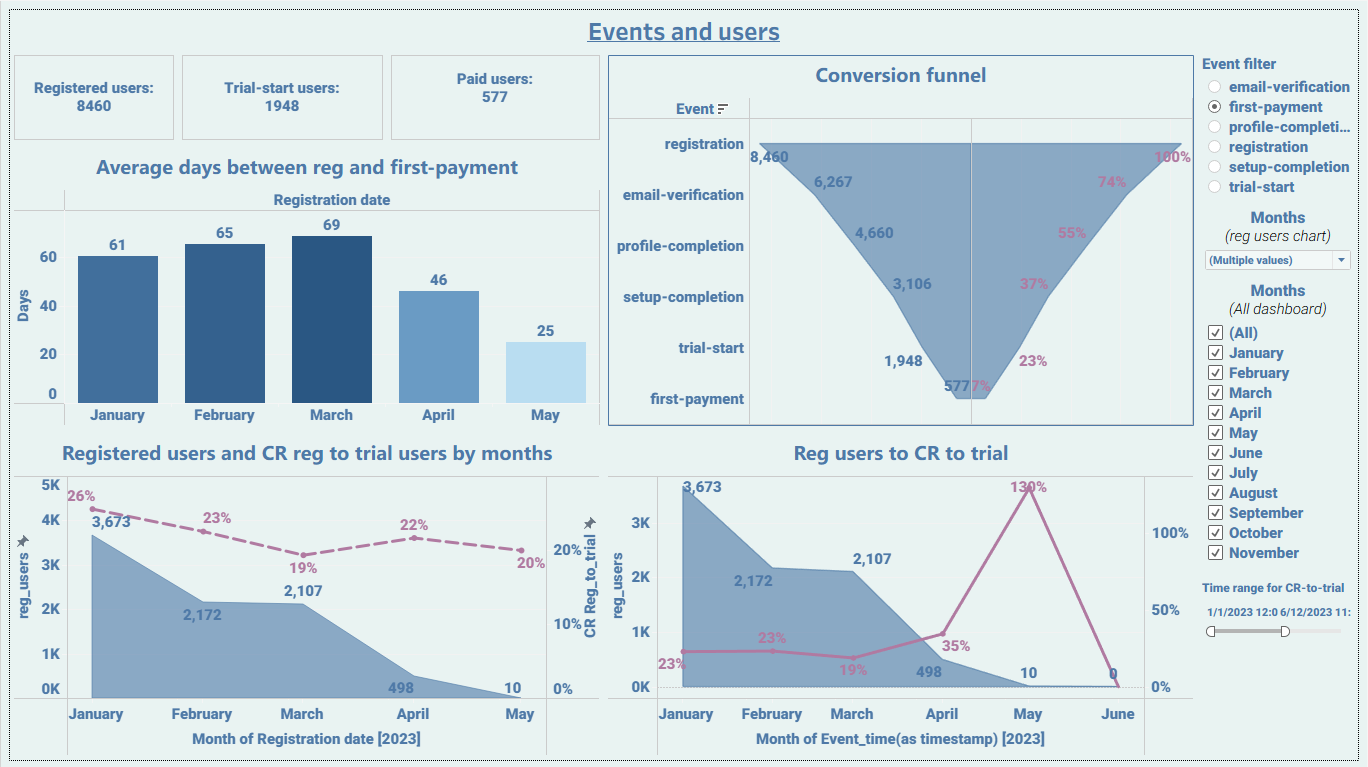 Events and users
Registered users:
8460
Trial-start users:
1948
Paid users:
577
Average days between reg and first-payment
Registration date
Days
60
40
20
0
61
65
69
46
25
January
February
March
April
May
Conversion funnel
Event
registration
8,460
100%
email-verification
6,267
74%
profile-completion
4,660
55%
setup-completion
3,106
37%
trial-start
1,948
23%
first-payment
577
7%
Registered users and CR reg to trial users by months
reg_users
5K
4K
3K
2K
1K
0K
26%
23%
19%
22%
20%
3,673
2,172
2,107
498
10
20%
10%
0%
CR Reg_to_trial
January
February
March
April
May
Month of Registration date [2023]
Reg users to CR to trial
reg_users
3K
2K
1K
0K
3,673
2,172
2,107
498
10
0
23%
23%
19%
35%
130%
100%
50%
0%
January
February
March
April
May
June
Month of Event_time(as timestamp) [2023]
Event filter
email-verification
first-payment
profile-completi...
registration
setup-completion
trial-start
Months
(reg users chart)
(Multiple values)
Months
(All dashboard)
(All)
January
February
March
April
May
June
July
August
September
October
November
Time range for CR-to-trial
1/1/2023 12:0 6/12/2023 11: